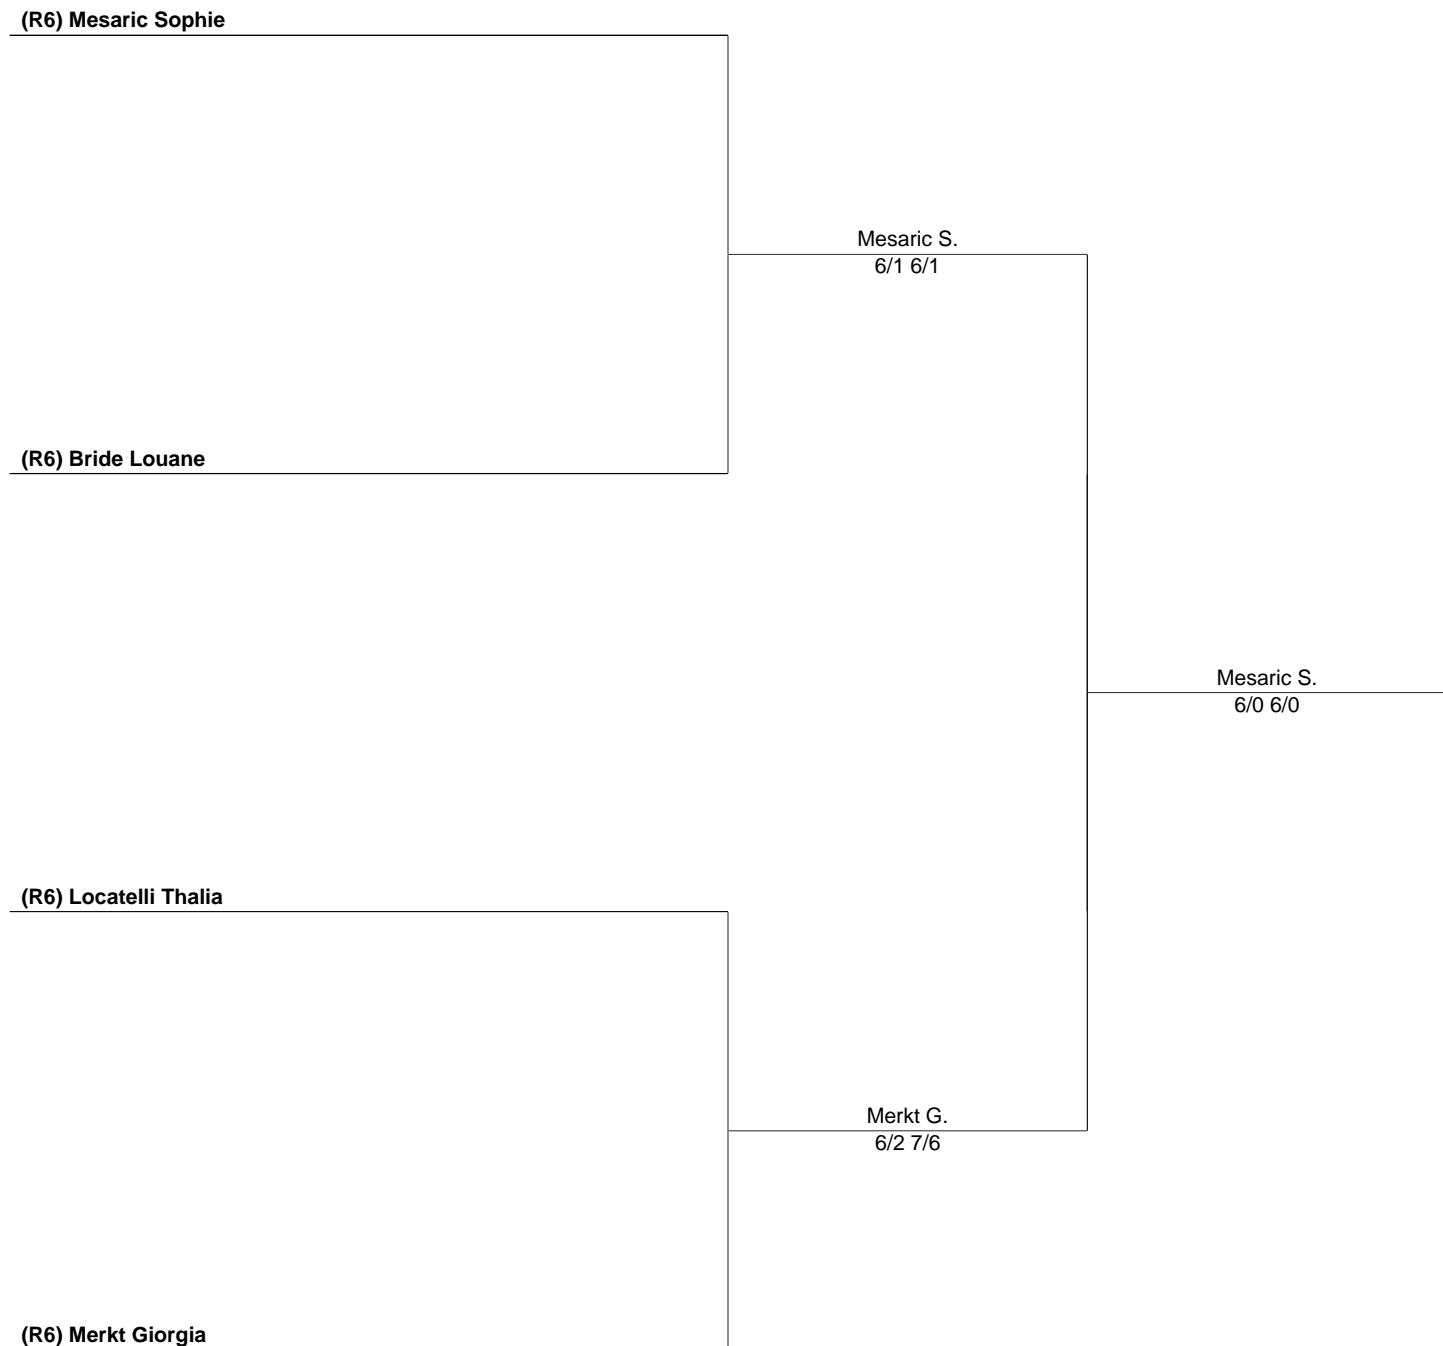 (R6) Mesaric Sophie
Mesaric S.
6/1 6/1
(R6) Bride Louane
Mesaric S.
6/0 6/0
(R6) Locatelli Thalia
Merkt G.
6/2 7/6
(R6) Merkt Giorgia